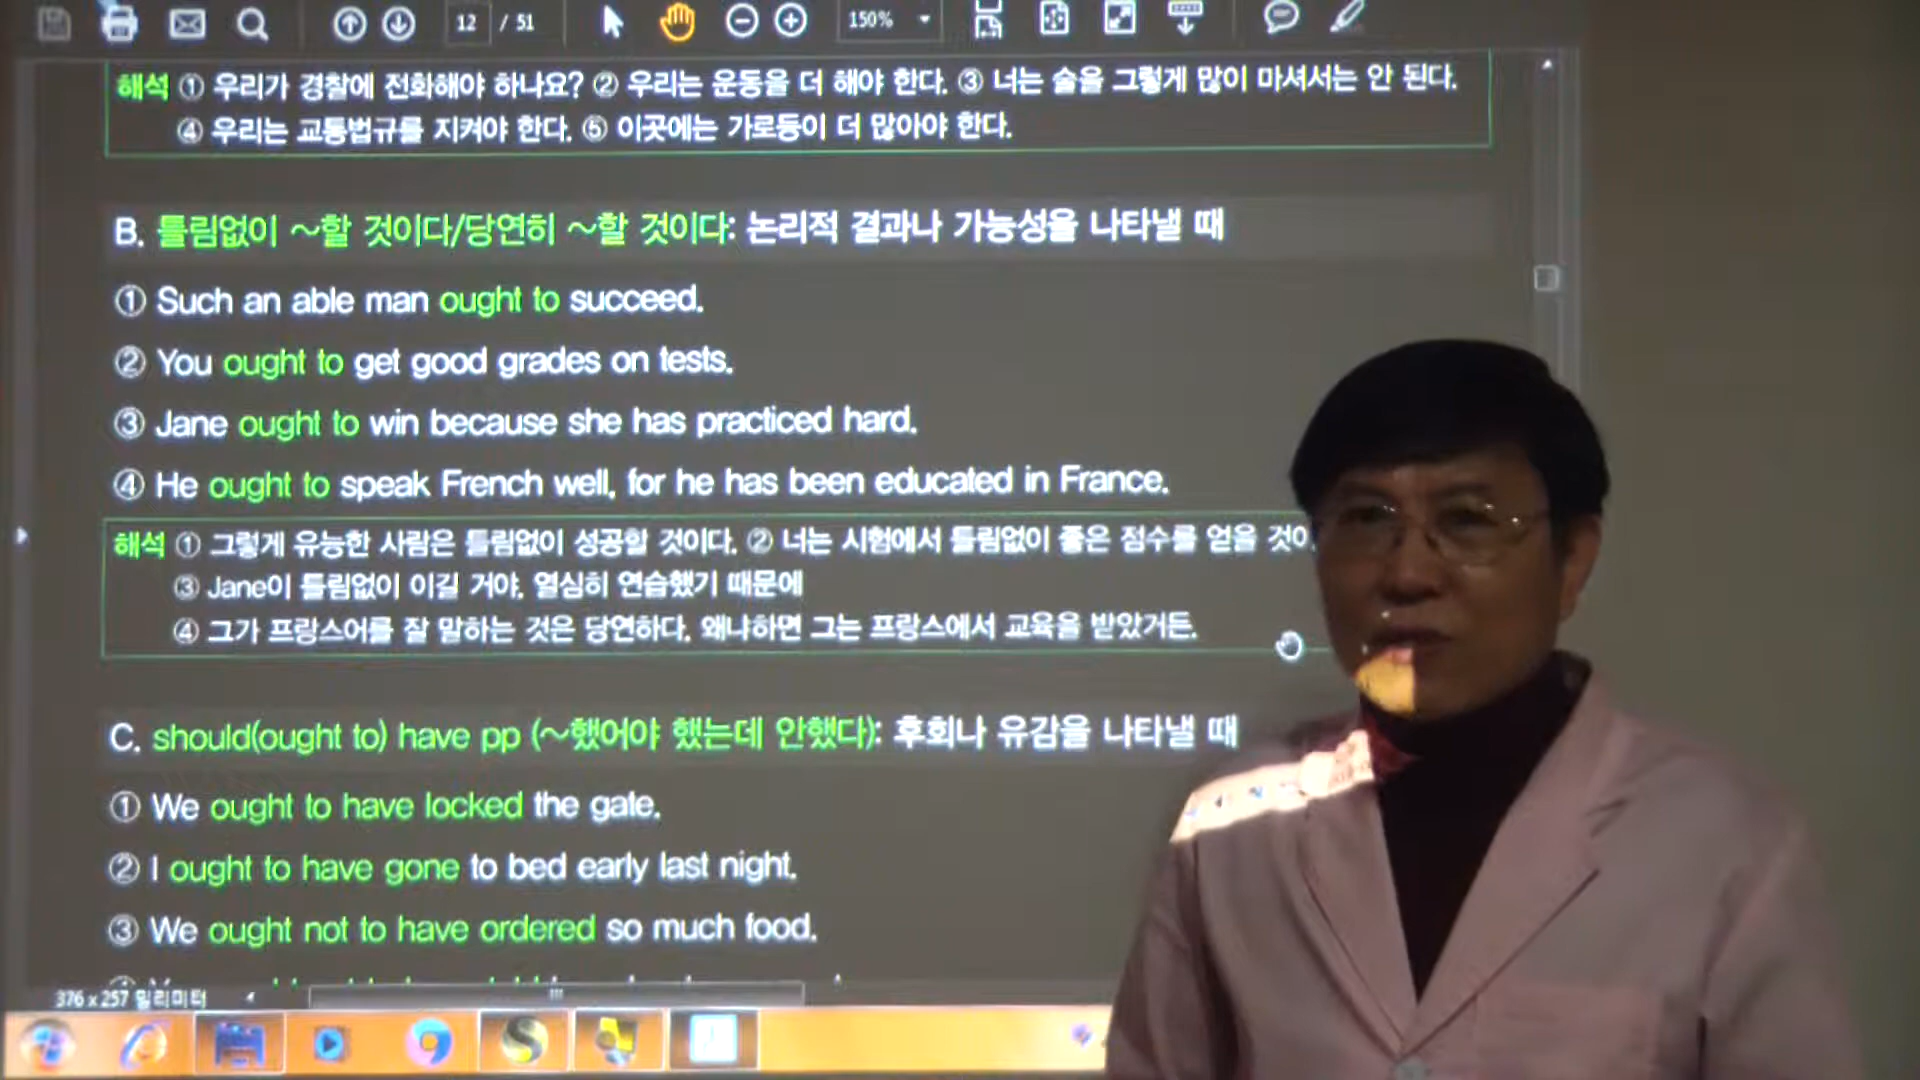 12 / 51
150%
해석 ① 우리가 경찰에 전화해야 하나요? ② 우리는 운동을 더 해야 한다. ③ 너는 술을 그렇게 많이 마셔서는 안 된다.
④ 우리는 교통법규를 지켜야 한다. ⑤ 이곳에는 가로등이 더 많아야 한다.
B. 틀림없이 ~할 것이다/당연히 ~할 것이다: 논리적 결과나 가능성을 나타낼 때
① Such an able man ought to succeed.
② You ought to get good grades on tests.
③ Jane ought to win because she has practiced hard.
④ He ought to speak French well, for he has been educated in France.
해석 ① 그렇게 유능한 사람은 틀림없이 성공할 것이다. ② 너는 시험에서 틀림없이 좋은 점수를 얻을 것이
③ Jane이 틀림없이 이길 거야. 열심히 연습했기 때문에
④ 그가 프랑스어를 잘 말하는 것은 당연하다. 왜냐하면 그는 프랑스에서 교육을 받았거든.
C. should(ought to) have pp (~했어야 했는데 안했다): 후회나 유감을 나타낼 때
① We ought to have locked the gate.
② I ought to have gone to bed early last night.
③ We ought not to have ordered so much food.
376 x 257 밀리미터